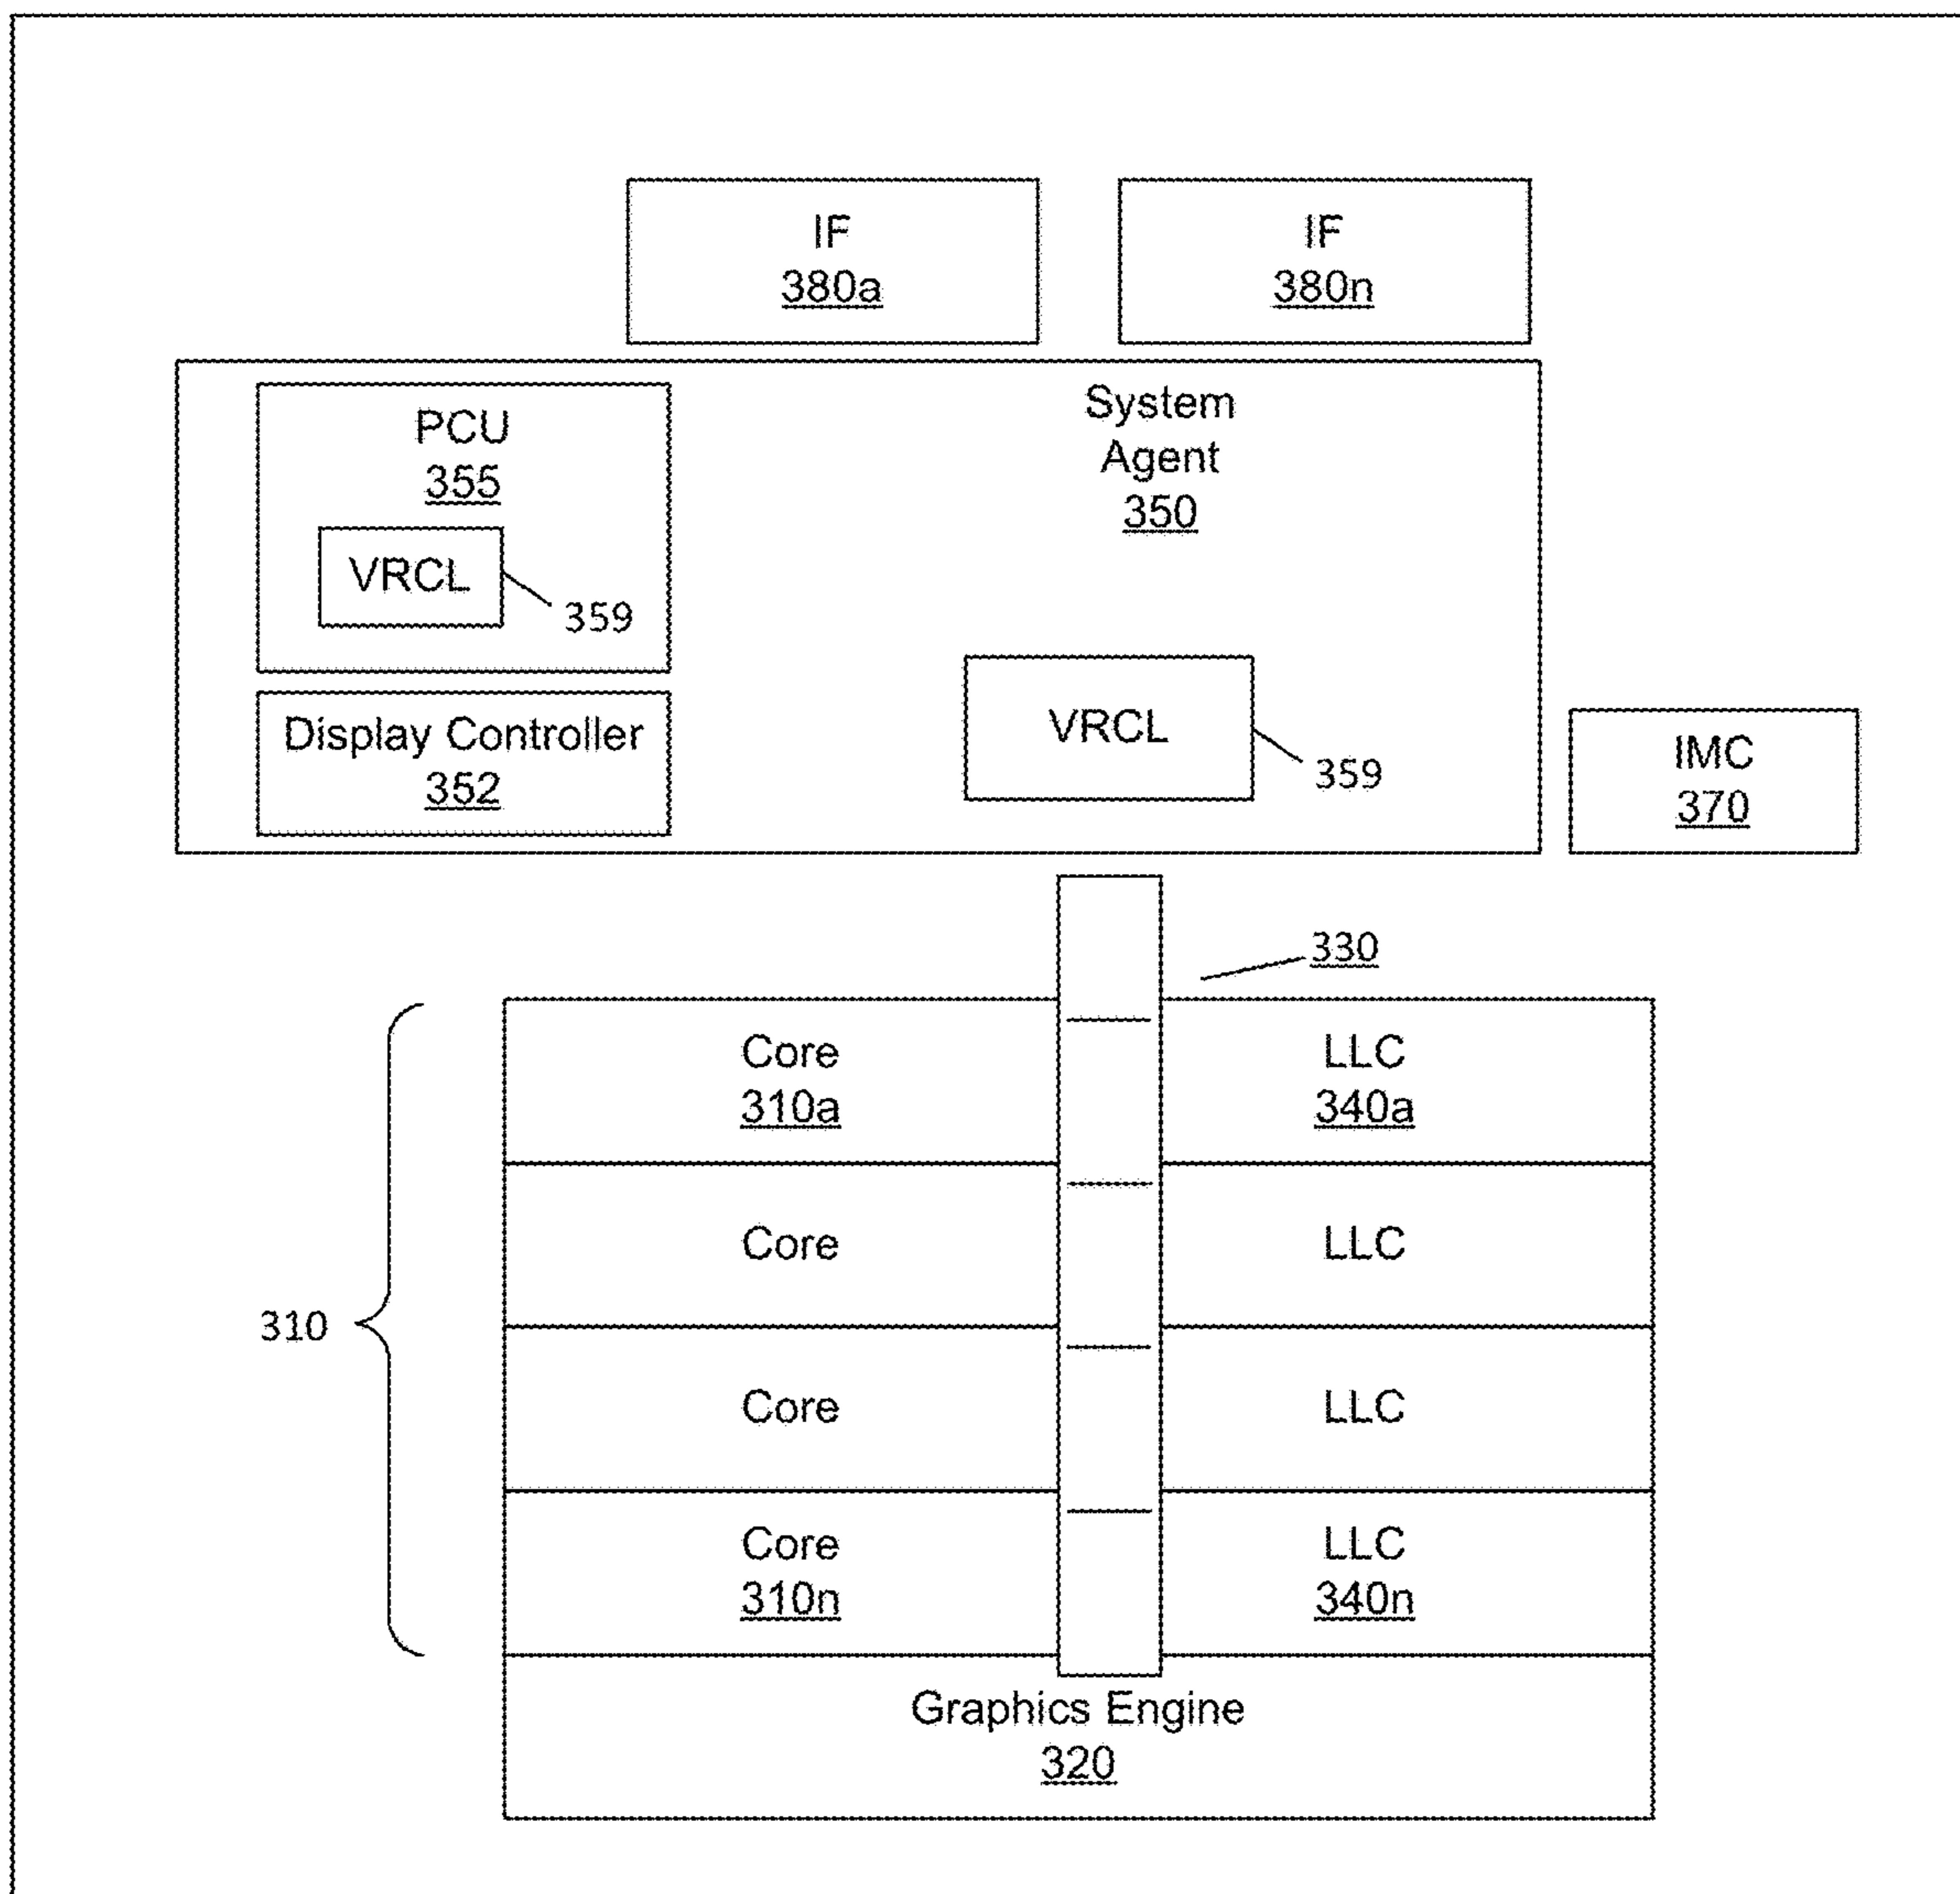 IF
380a
IF
380n
PCU
355
VRCL
359
System
Agent
350
Display Controller
352
VRCL
359
IMC
370
330
310
Core
310a
LLC
340a
Core
LLC
Core
LLC
Core
310n
LLC
340n
Graphics Engine
320